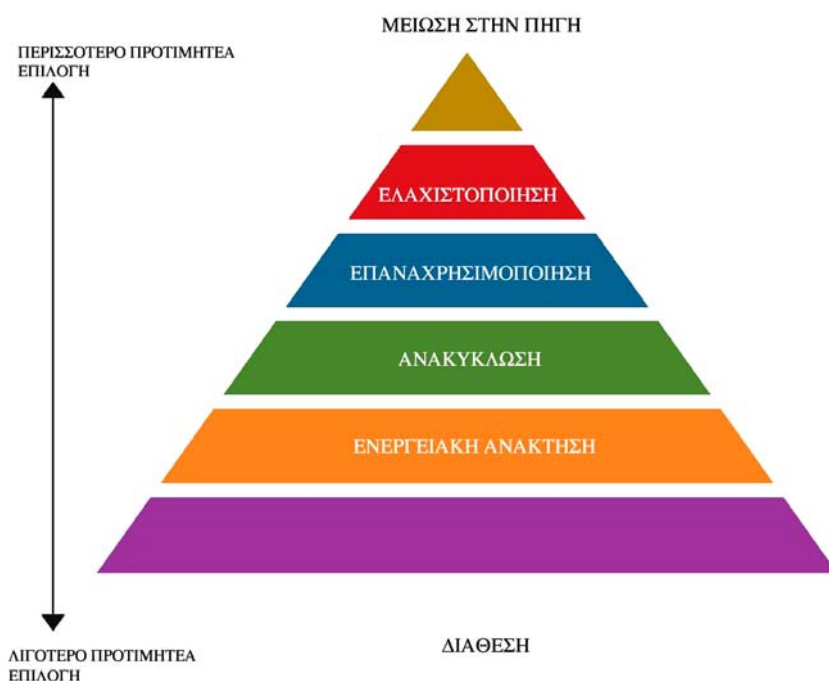 ΜΕΙΩΣΗ ΣΤΗΝ ΠΗΓΗ
ΠΕΡΙΣΣΟΤΕΡΟ ΠΡΟΤΙΜΗΤΕΑ
ΕΠΙΛΟΓΗ
ΕΛΑΧΙΣΤΟΠΟΙΗΣΗ
ΕΠΑΝΑΧΡΗΣΙΜΟΠΟΙΗΣΗ
ΑΝΑΚΥΚΛΩΣΗ
ΕΝΕΡΓΕΙΑΚΗ ΑΝΑΚΤΗΣΗ
ΔΙΑΘΕΣΗ
ΛΙΓΟΤΕΡΟ ΠΡΟΤΙΜΗΤΕΑ
ΕΠΙΛΟΓΗ